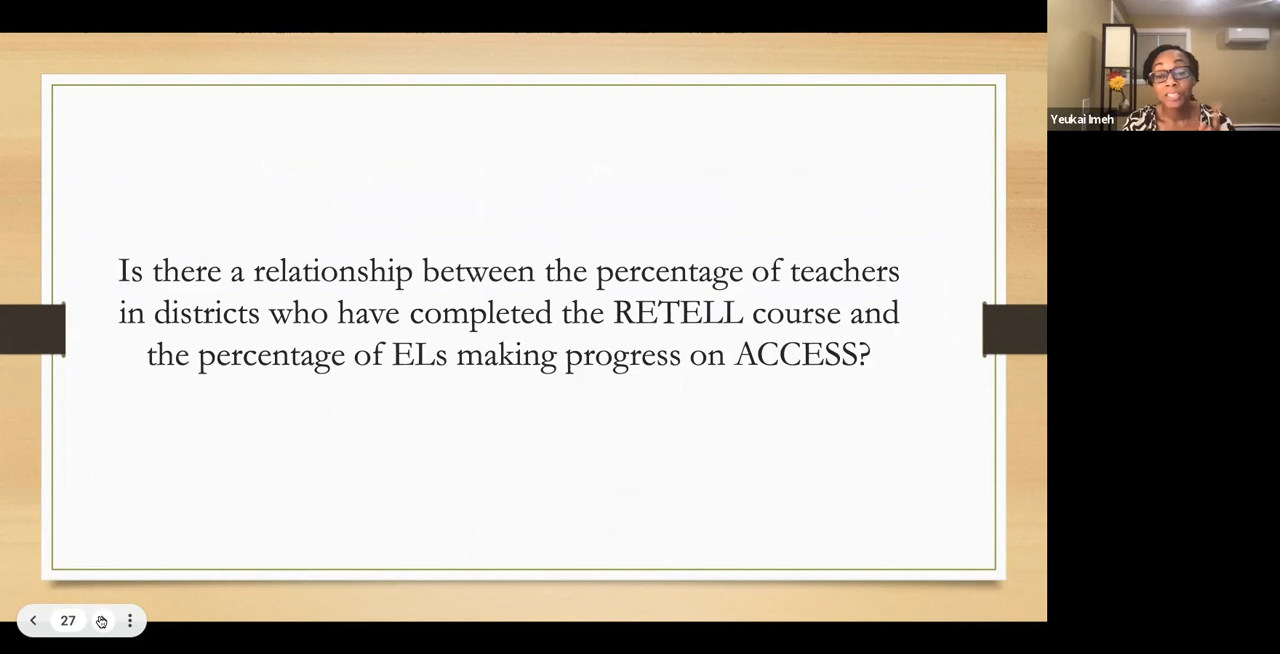 Is there a relationship between the percentage of teachers
in districts who have completed the RETELL course and
the percentage of ELs making progress on ACCESS?
Yeukai Imeh
27